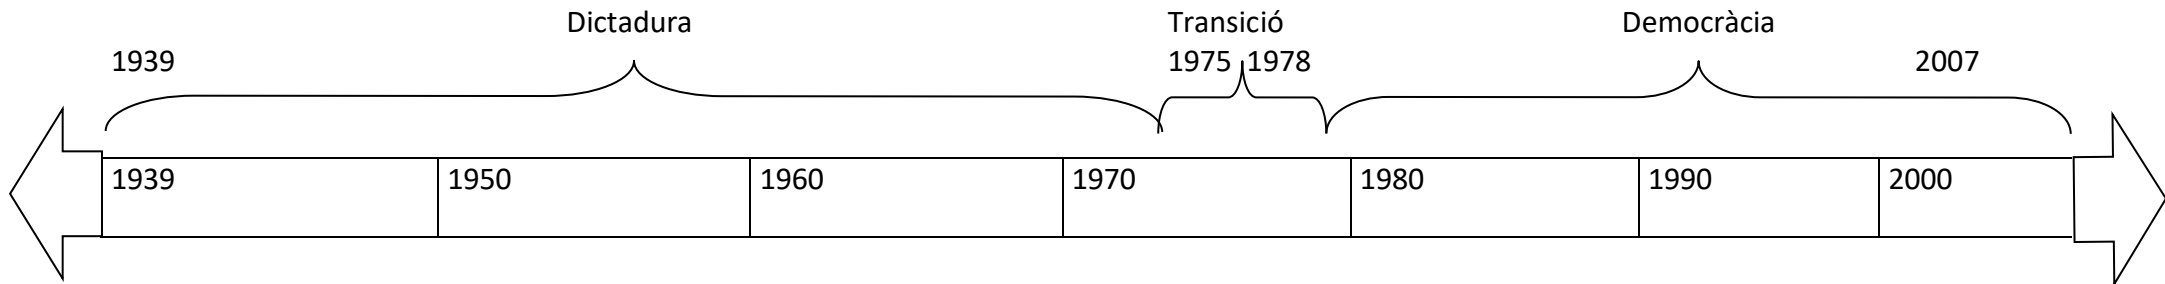 Dictadura Transició Democràcia
1939 1975 1978 2007
1939 1950 1960 1970 1980 1990 2000